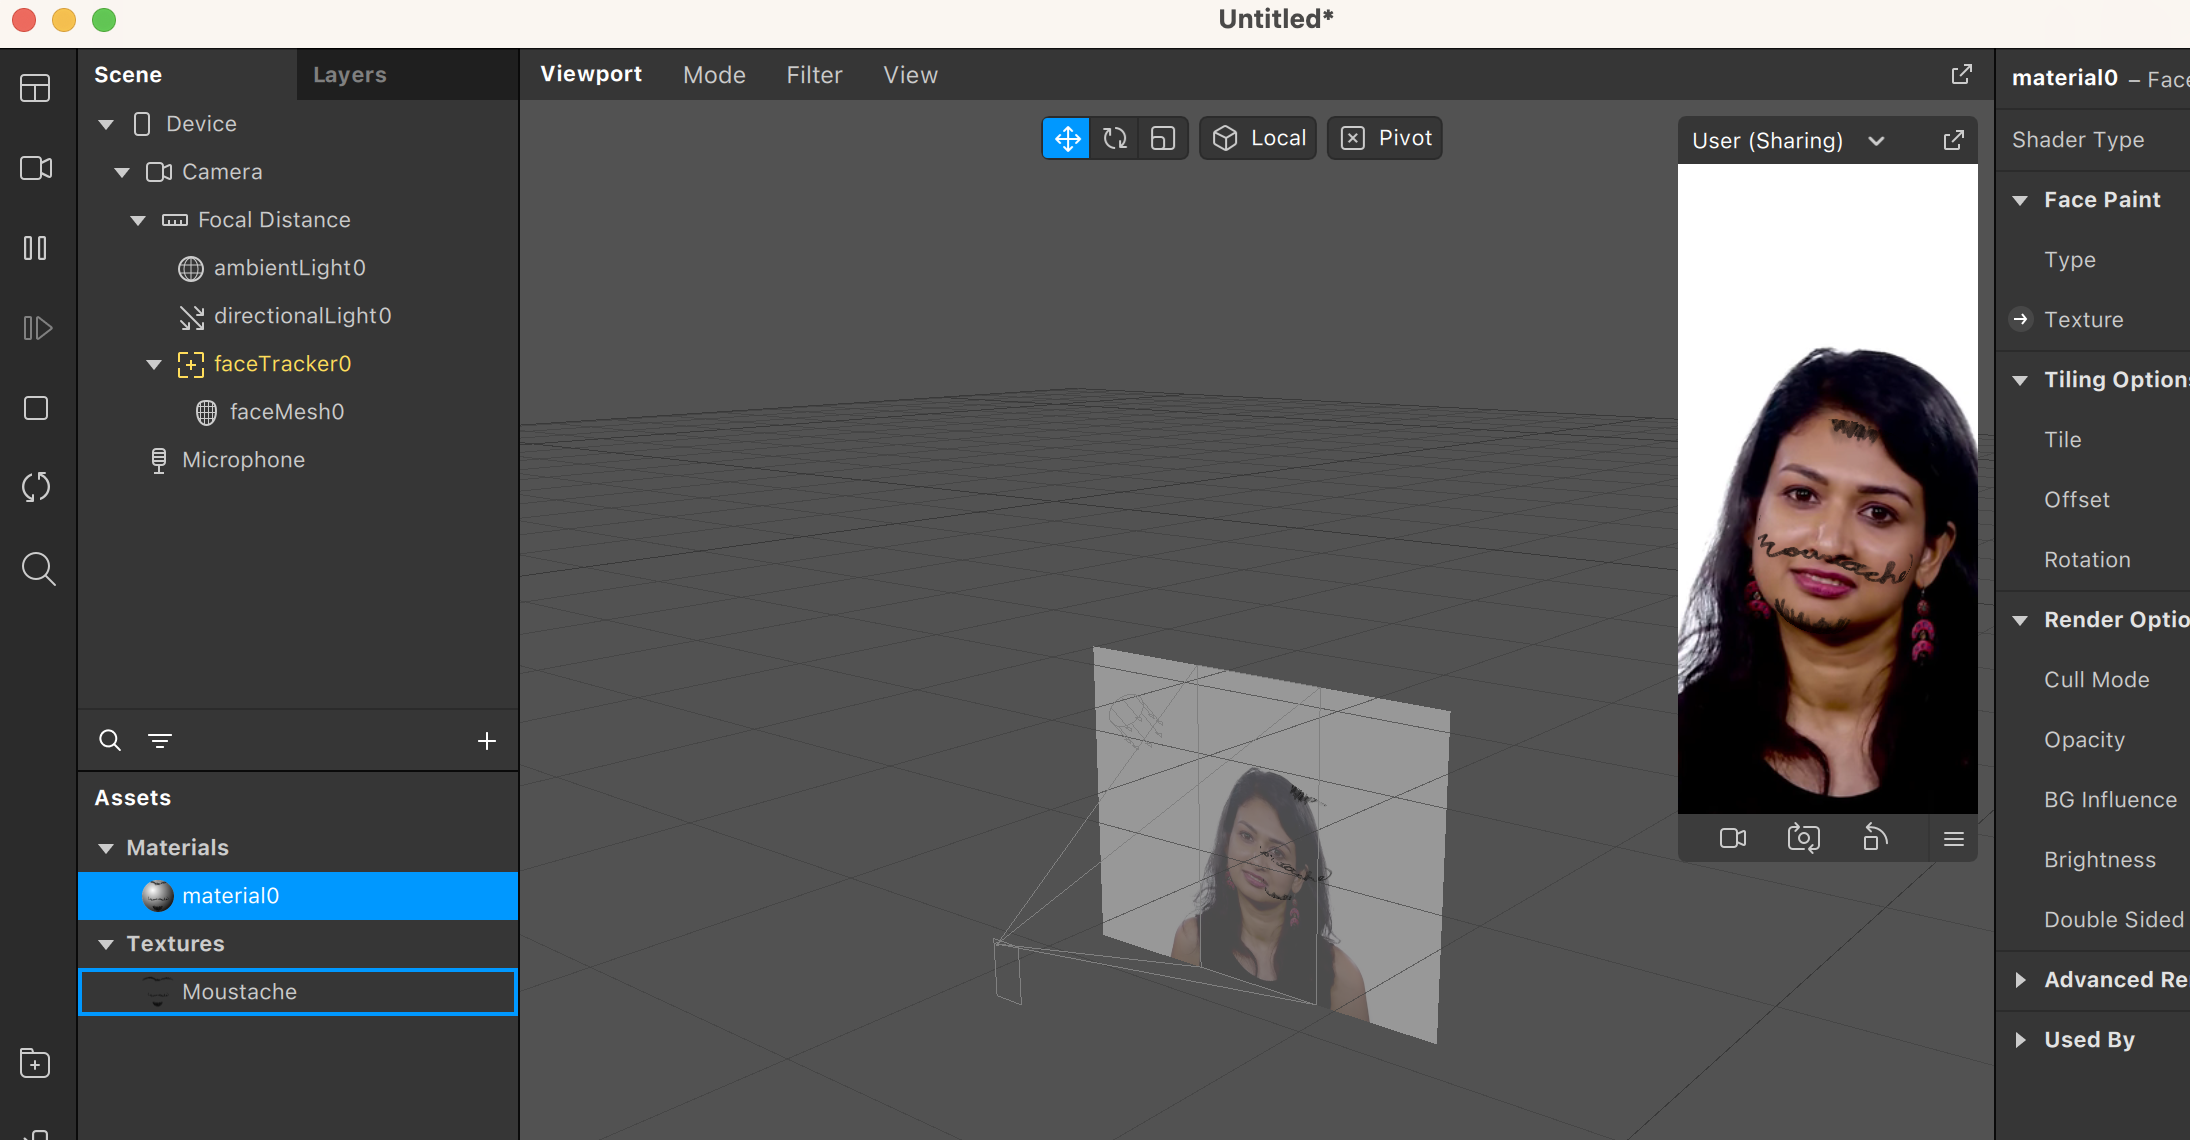 Untitled*
Scene
Layers
Viewport
Mode
Filter
View
material0 – Fac
Device
Camera
Focal Distance
ambientLight0
directionalLight0
faceTracker0
faceMesh0
Microphone
Local
Pivot
User (Sharing)
Shader Type
Face Paint
Type
Texture
Tiling Options
Tile
Offset
Rotation
Render Optio
Cull Mode
Opacity
BG Influence
Brightness
Double Sided
Advanced Re
Used By
Assets
Materials
material0
Textures
Moustache